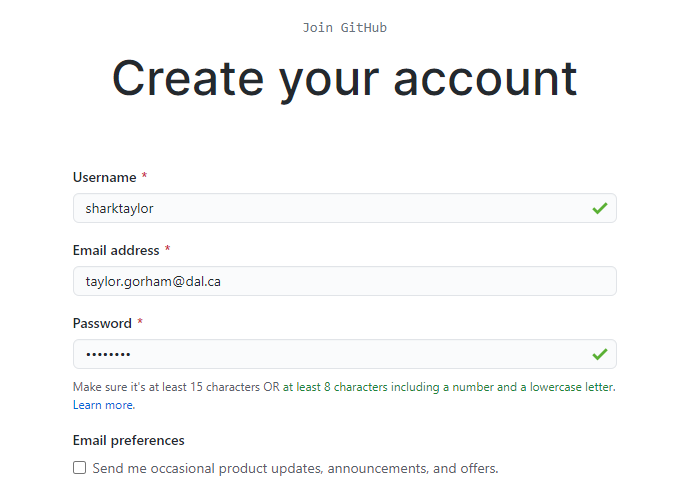 Join GitHub
Create your account
Username *
sharktaylor
Email address *
taylor.gorham@dal.ca
Password *
••••••••
Make sure it's at least 15 characters OR at least 8 characters including a number and a lowercase letter.
Learn more.
Email preferences
Send me occasional product updates, announcements, and offers.